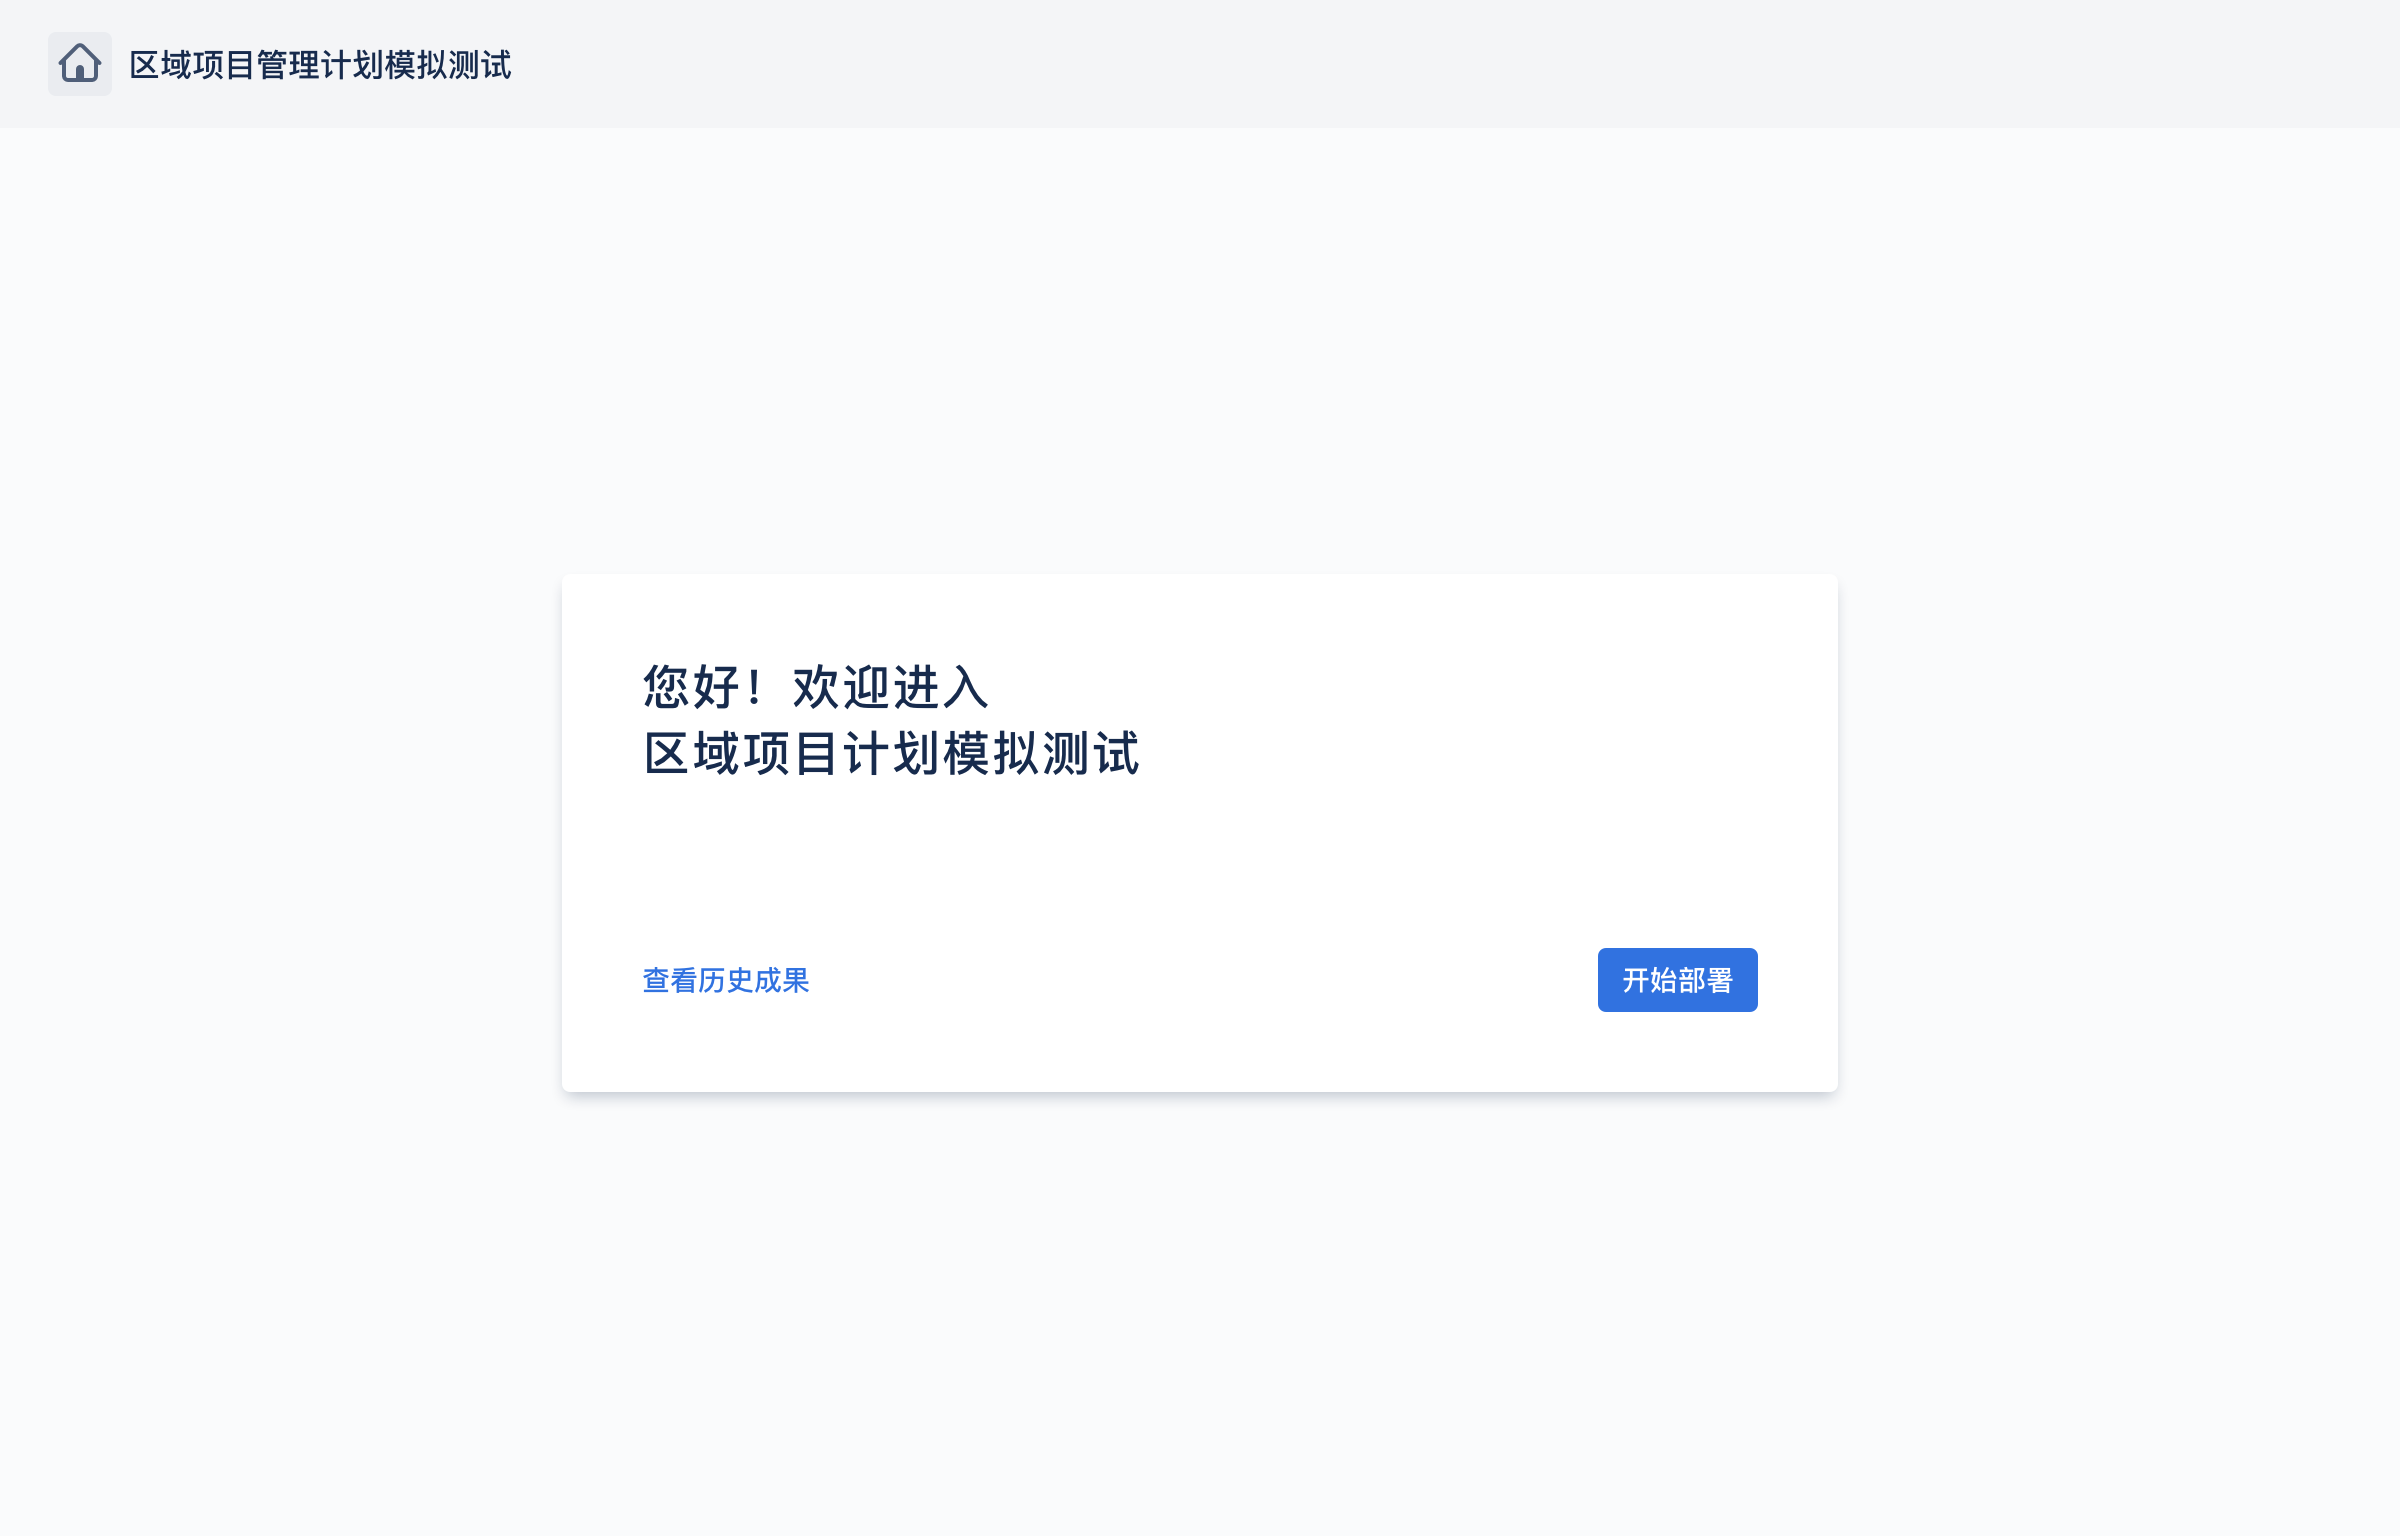 区域项目管理计划模拟测试
您好！欢迎进入
区域项目计划模拟测试
查看历史成果
开始部署